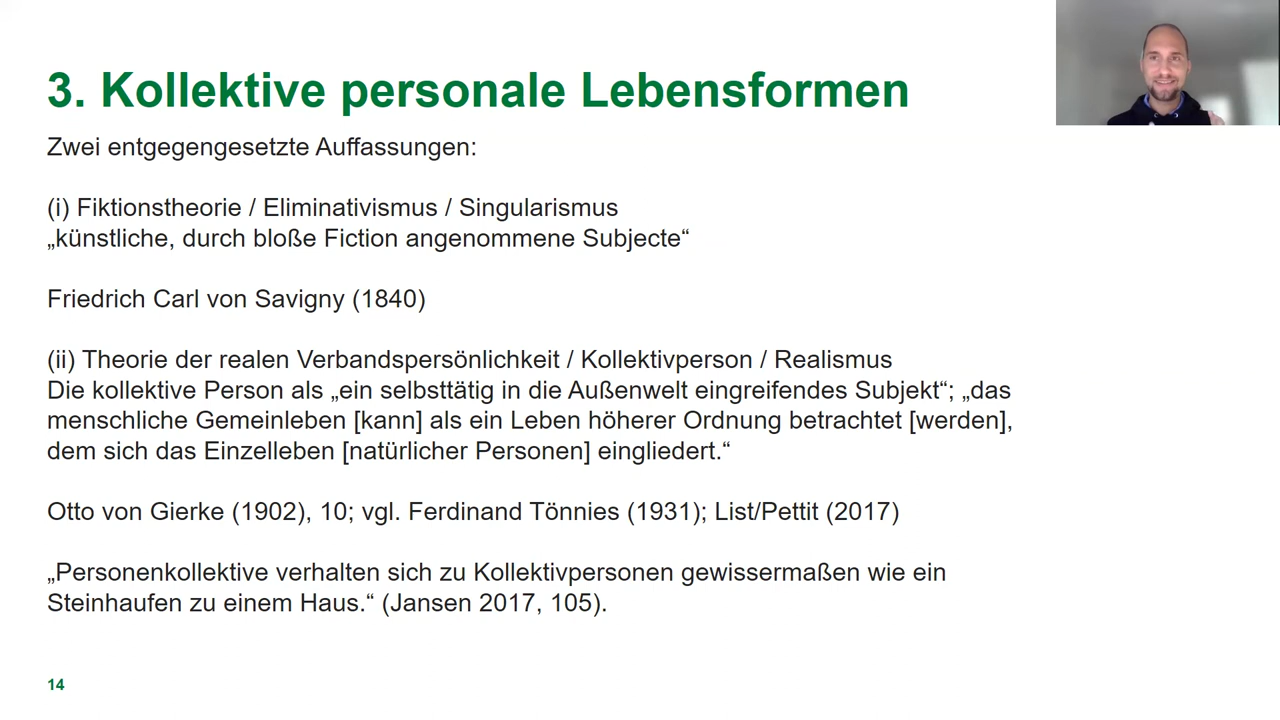 3. Kollektive personale Lebensformen
Zwei entgegengesetzte Auffassungen:
(i) Fiktionstheorie / Eliminativismus / Singularismus
„künstliche, durch bloße Fiction angenommene Subjecte“
Friedrich Carl von Savigny (1840)
(ii) Theorie der realen Verbandspersönlichkeit / Kollektivperson / Realismus
Die kollektive Person als „ein selbsttätig in die Außenwelt eingreifendes Subjekt“; „das
menschliche Gemeinleben [kann] als ein Leben höherer Ordnung betrachtet [werden],
dem sich das Einzelleben [natürlicher Personen] eingliedert.“
Otto von Gierke (1902), 10; vgl. Ferdinand Tönnies (1931); List/Pettit (2017)
„Personenkollektive verhalten sich zu Kollektivpersonen gewissermaßen wie ein
Steinhaufen zu einem Haus.“ (Jansen 2017, 105).
14